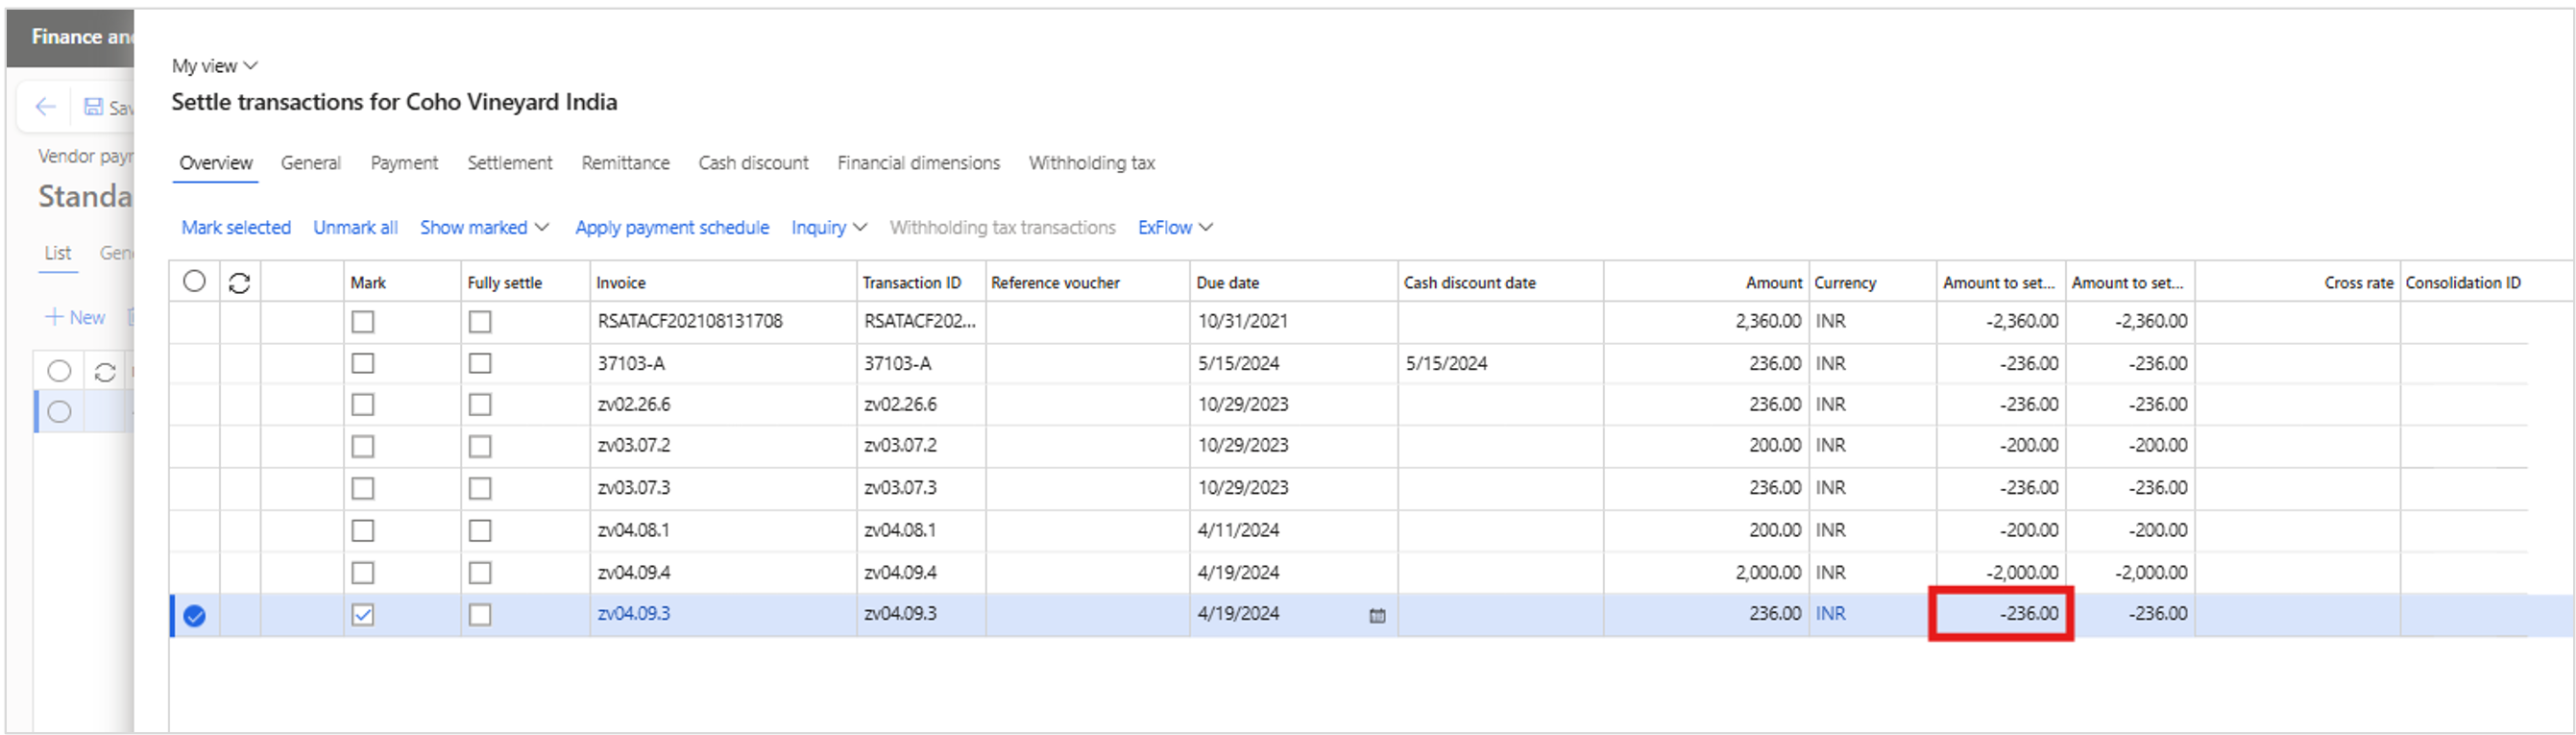 Finance and
My view
Settle transactions for Coho Vineyard India
Sav
Vendor payr
Standa
Overview General Payment Settlement Remittance Cash discount Financial dimensions Withholding tax
Mark selected Unmark all Show marked Apply payment schedule Inquiry Withholding tax transactions ExFlow
List Gene
New
Mark Fully settle Invoice Transaction ID Reference voucher Due date Cash discount date Amount Currency Amount to set... Amount to set... Cross rate Consolidation ID
RSATACF202108131708 RSATACF202... 10/31/2021 2,360.00 INR -2,360.00 -2,360.00
37103-A 37103-A 5/15/2024 5/15/2024 236.00 INR -236.00 -236.00
zv02.26.6 zv02.26.6 10/29/2023 236.00 INR -236.00 -236.00
zv03.07.2 zv03.07.2 10/29/2023 200.00 INR -200.00 -200.00
zv03.07.3 zv03.07.3 10/29/2023 236.00 INR -236.00 -236.00
zv04.08.1 zv04.08.1 4/11/2024 200.00 INR -200.00 -200.00
zv04.09.4 zv04.09.4 4/19/2024 2,000.00 INR -2,000.00 -2,000.00
zv04.09.3 zv04.09.3 4/19/2024 236.00 INR -236.00 -236.00